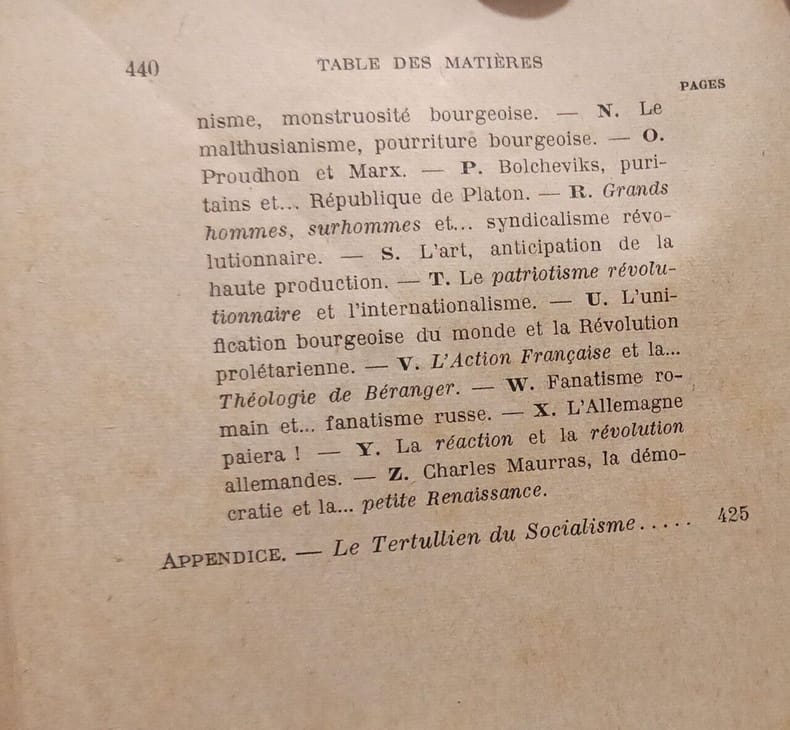 440 TABLE DES MATIÈRES
PAGES
nisme, monstruosité bourgeoise. — N. Le
malthusianisme, pourriture bourgeoise. — O.
Proudhon et Marx. — P. Bolcheviks, puri-
tains et... République de Platon. — R. Grands
hommes, surhommes et... syndicalisme révo-
lutionnaire. — S. L'art, anticipation de la
haute production. — T. Le patriotisme révolu-
tionnaire et l'internationalisme. — U. L'uni-
fication bourgeoise du monde et la Révolution
prolétarienne. — V. L'Action Française et la...
Théologie de Béranger. — W. Fanatisme ro-
main et... fanatisme russe. — X. L'Allemagne
paiera ! — Y. La réaction et la révolution
allemandes. — Z. Charles Maurras, la démo-
cratie et la... petite Renaissance.
APPENDICE. — Le Tertullien du Socialisme..... 425